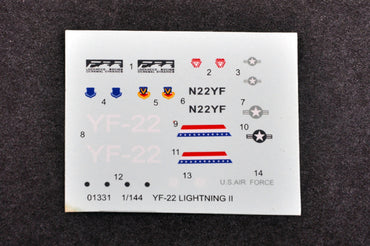 1 2 3
4 5 6 N22YF
N22YF
7
YF-22
8 9 10
YF-22
11
12 13 14
U.S.AIR FORCE
01331 1/144 YF-22 LIGHTNING II